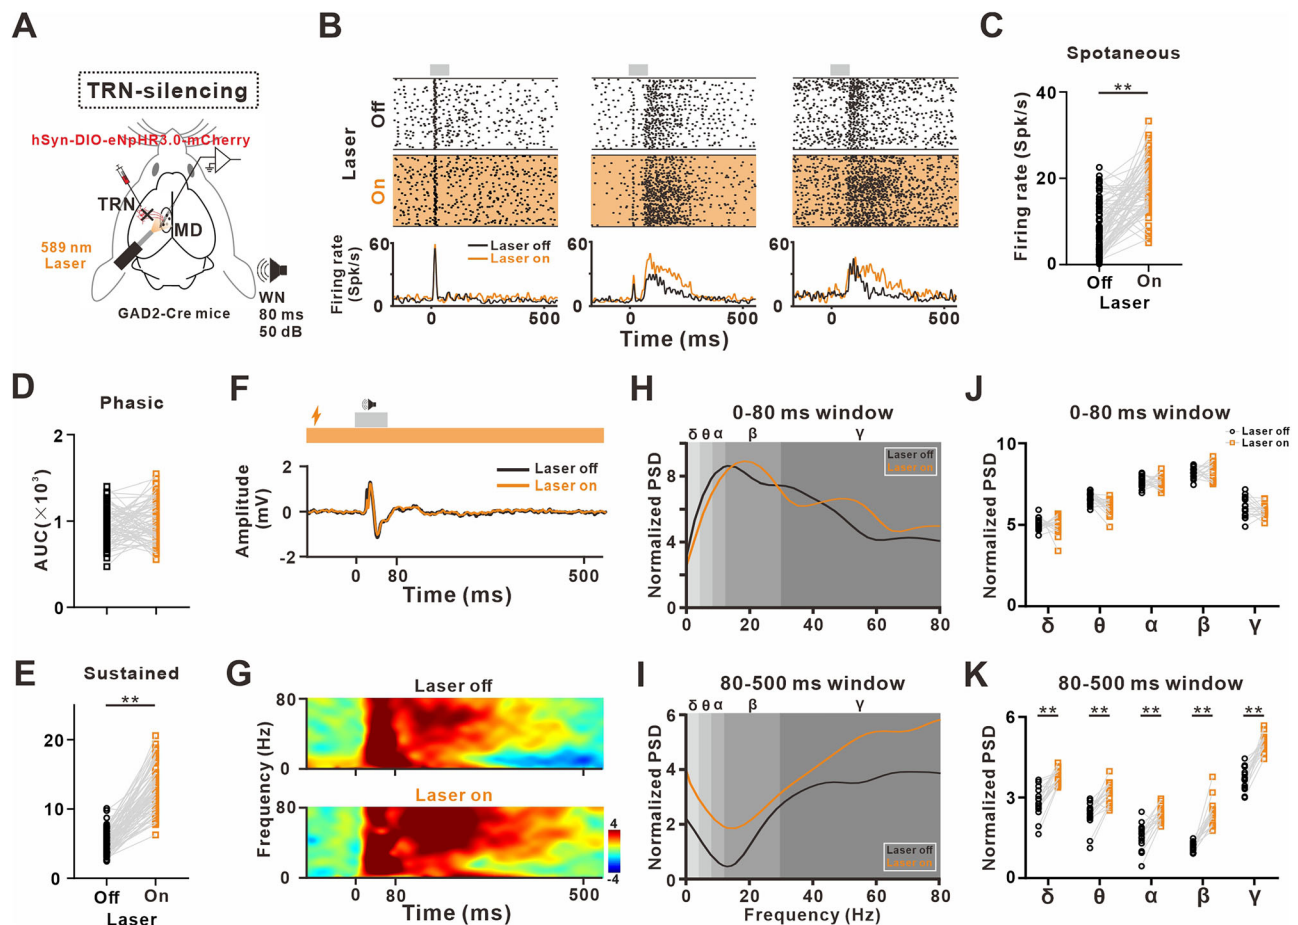 A
TRN-silencing
hSyn-DIO-eNpHR3.0-mCherry
TRN
MD
589 nm
Laser
GAD2-Cre mice
WN
80 ms
50 dB
B
Laser
Off
On
Firing rate
(Spk/s)
60
0
Laser off
Laser on
0
500
60
0
0
500
60
0
0
500
Time (ms)
C
Spotaneous
**
Firing rate (Spk/s)
40
20
0
Off
On
Laser
D
Phasic
AUC(×10³)
2
1
0
E
Sustained
**
20
10
0
Off
On
Laser
F
Laser off
Laser on
Amplitude
(mV)
2
0
-2
0
80
500
Time (ms)
G
Laser off
80
0
Laser on
80
0
Frequency (Hz)
4
-4
0
80
500
Time (ms)
H
0-80 ms window
δ θ α β γ
Laser off
Laser on
Normalized PSD
8
4
0
0
20
40
60
80
I
80-500 ms window
δ θ α β γ
Laser off
Laser on
Normalized PSD
6
4
2
0
0
20
40
60
80
Frequency (Hz)
J
0-80 ms window
Laser off
Laser on
Normalized PSD
10
5
0
δ θ α β γ
K
80-500 ms window
** ** ** ** **
Normalized PSD
6
3
0
δ θ α β γ